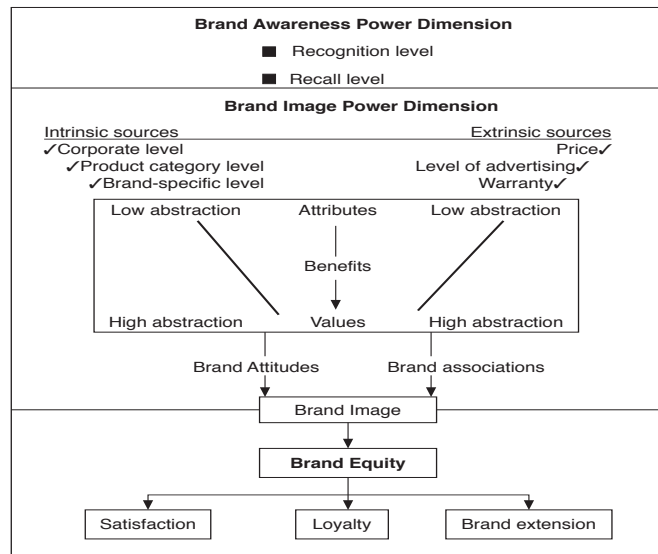 Brand Awareness Power Dimension
Recognition level
Recall level
Brand Image Power Dimension
Intrinsic sources Extrinsic sources
✓Corporate level Price✓
✓Product category level Level of advertising✓
✓Brand-specific level Warranty✓
Low abstraction Attributes Low abstraction
Benefits
High abstraction Values High abstraction
Brand Attitudes Brand associations
Brand Image
Brand Equity
Satisfaction Loyalty Brand extension